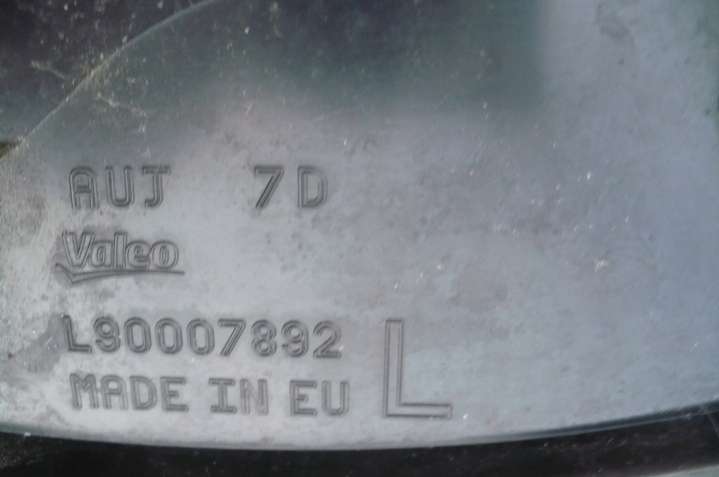 AUJ 7D
Valeo
L90007892
MADE IN EU L